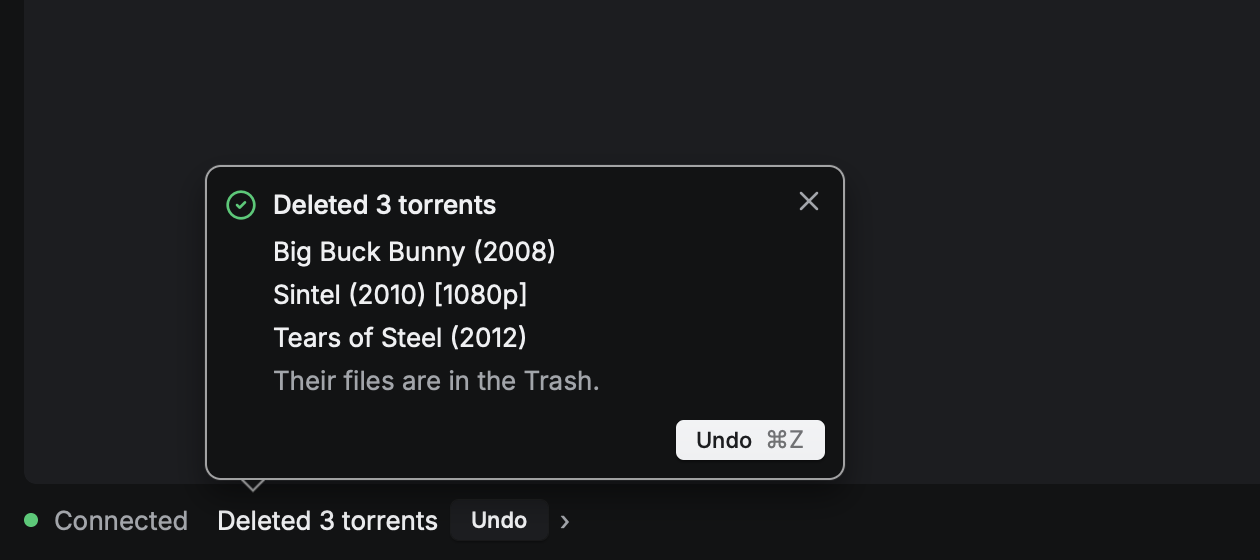 Deleted 3 torrents
Big Buck Bunny (2008)
Sintel (2010) [1080p]
Tears of Steel (2012)
Their files are in the Trash.
Undo ⌘Z
Connected Deleted 3 torrents Undo ›